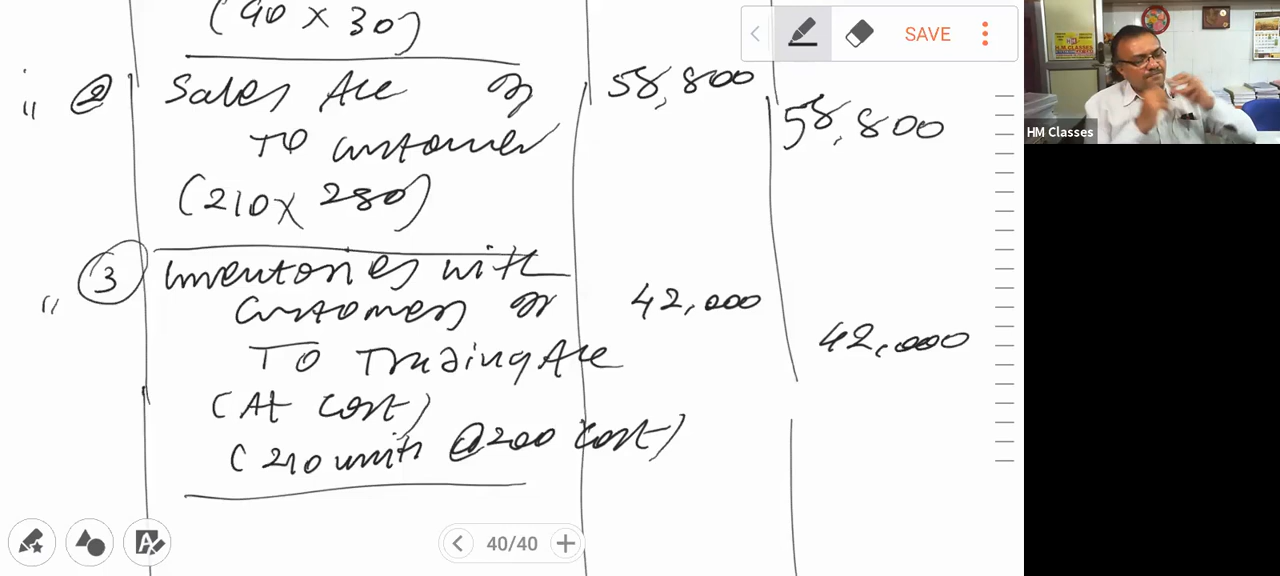 (90 x 30)
SAVE
" ② Sales A/c Dr 58,800
To Customer 58,800
(210 x 280)
" ③ Inventories with
Customers Dr 42,000
To Trading A/c 42,000
(At Cost)
(210 units @200 cost)
40/40
HM Classes
H.M.CLASSES